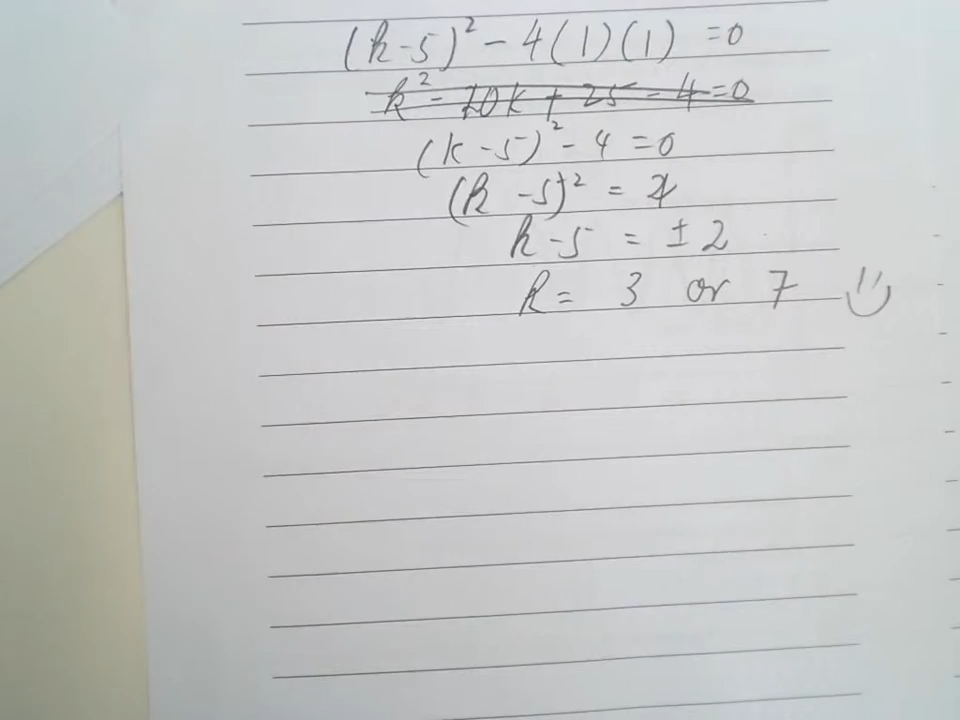 (k-5)² - 4(1)(1) = 0
k² - 10k + 25 - 4 = 0
(k-5)² - 4 = 0
(k-5)² = 4
k-5 = ±2
k = 3 or 7